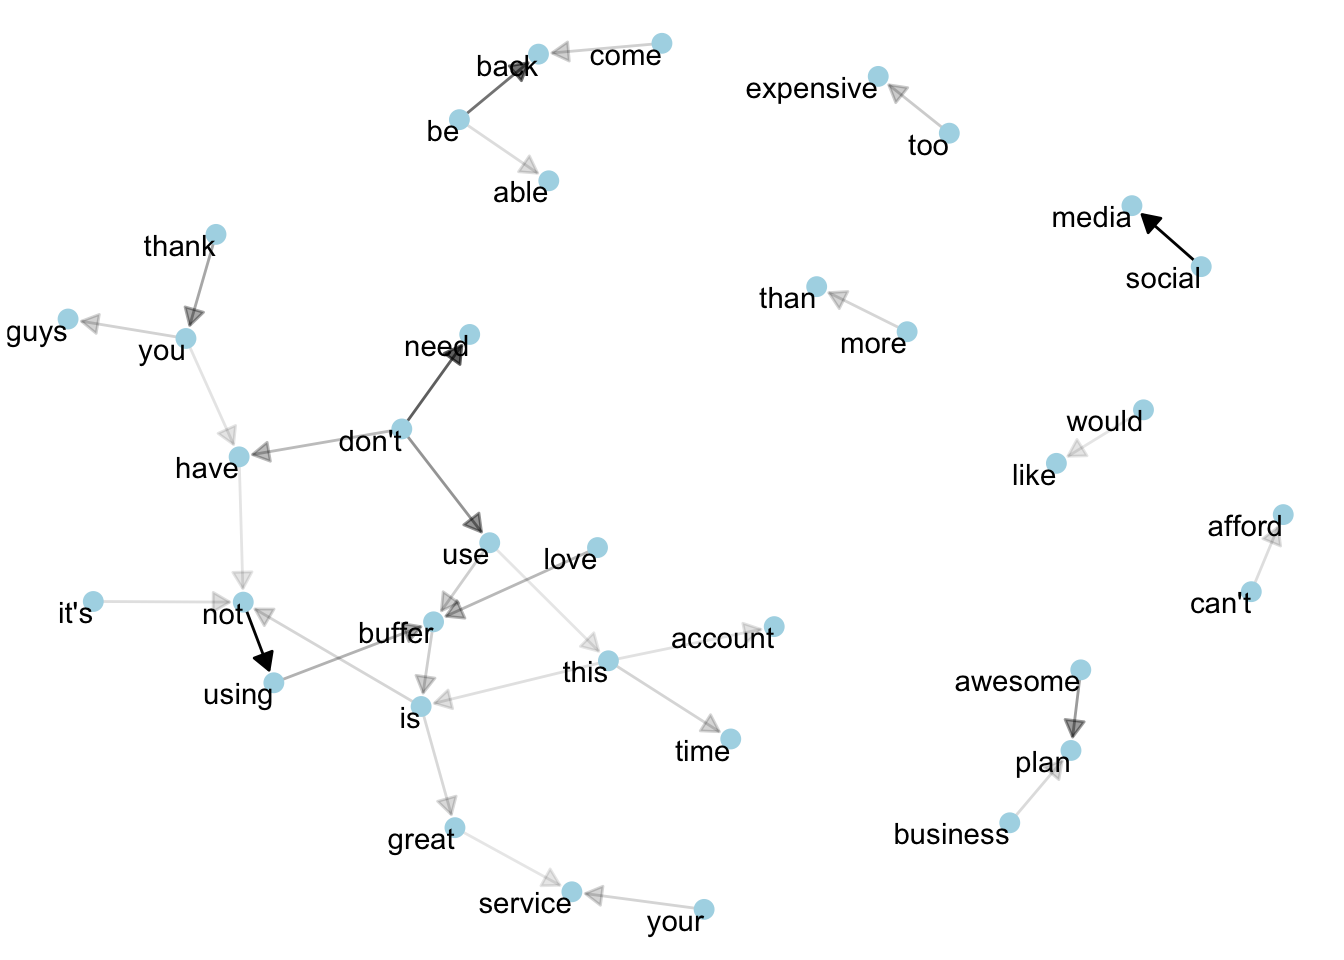 back
come
expensive
be
too
able
media
thank
social
than
guys
you
need
more
would
don't
have
like
afford
use
love
it's
not
buffer
account
can't
this
using
awesome
is
time
plan
great
business
service
your